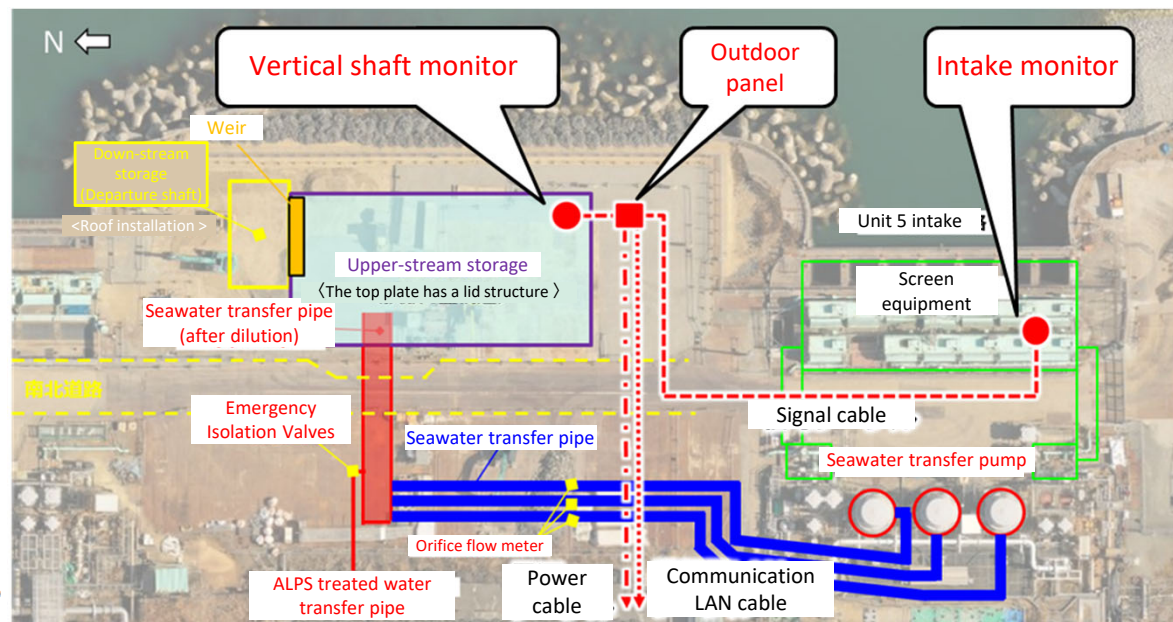 N
Vertical shaft monitor
Outdoor
panel
Intake monitor
Weir
Down-stream
storage
(Departure shaft)
<Roof installation >
Unit 5 intake
Upper-stream storage
〈The top plate has a lid structure 〉
Screen
equipment
Seawater transfer pipe
(after dilution)
南北道路
Emergency
Isolation Valves
Signal cable
Seawater transfer pipe
Seawater transfer pump
Orifice flow meter
ALPS treated water
transfer pipe
Power
cable
Communication
LAN cable